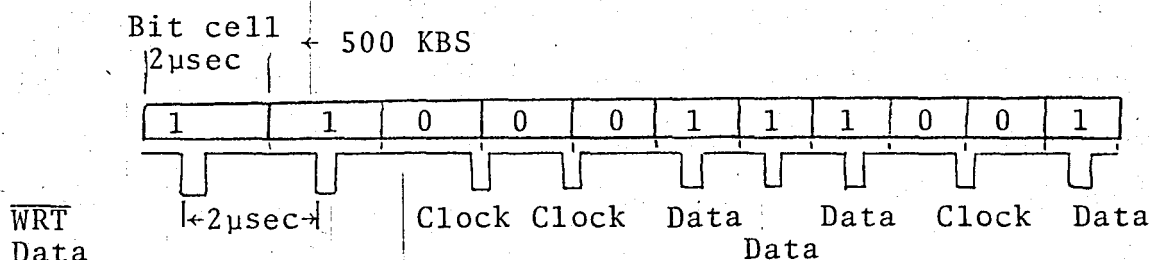 Bit cell
2μsec ← 500 KBS
1 1 0 0 0 1 1 1 0 0 1
WRT |←2μsec→| Clock Clock Data Data Clock Data
Data Data